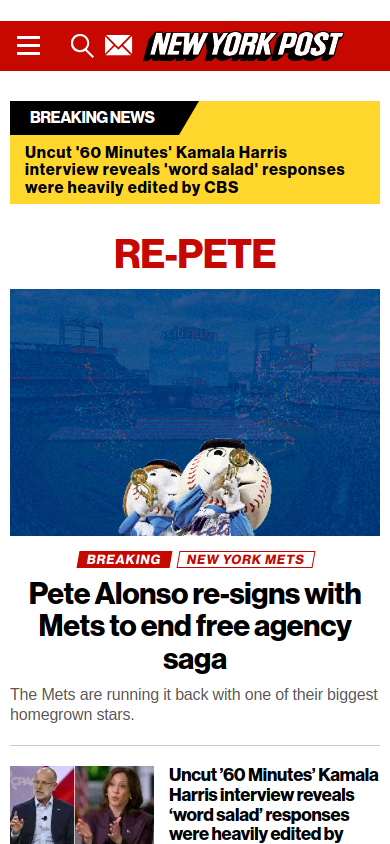 NEW YORK POST
BREAKING NEWS
Uncut '60 Minutes' Kamala Harris
interview reveals 'word salad' responses
were heavily edited by CBS
RE-PETE
BREAKING
NEW YORK METS
Pete Alonso re-signs with
Mets to end free agency
saga
The Mets are running it back with one of their biggest
homegrown stars.
Uncut ’60 Minutes’ Kamala
Harris interview reveals
‘word salad’ responses
were heavily edited by